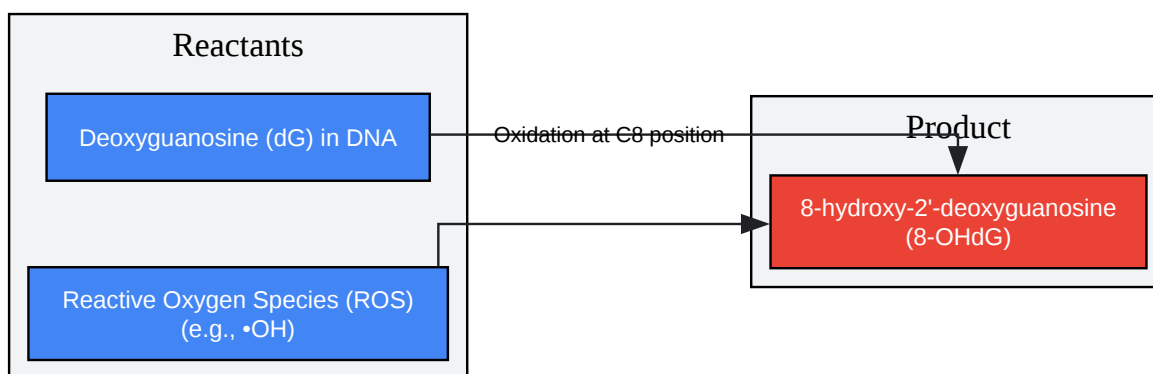 Reactants
Deoxyguanosine (dG) in DNA
Oxidation at C8 position
Product
8-hydroxy-2'-deoxyguanosine
(8-OHdG)
Reactive Oxygen Species (ROS)
(e.g., •OH)